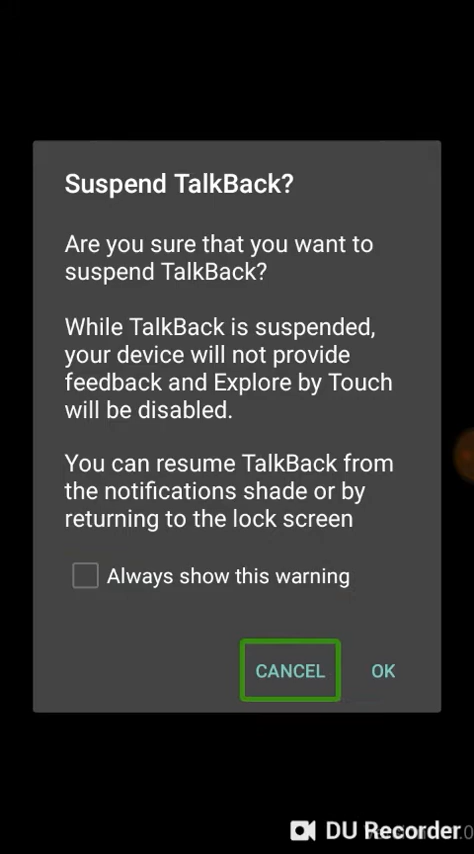 Suspend TalkBack?
Are you sure that you want to
suspend TalkBack?
While TalkBack is suspended,
your device will not provide
feedback and Explore by Touch
will be disabled.
You can resume TalkBack from
the notifications shade or by
returning to the lock screen
Always show this warning
CANCEL OK
DU Recorder